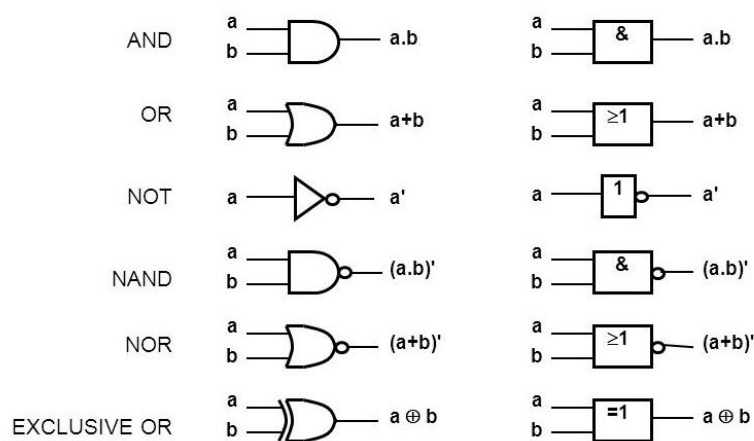 AND a b a.b a b & a.b
OR a b a+b a b ≥1 a+b
NOT a a' a 1 a'
NAND a b (a.b)' a b & (a.b)'
NOR a b (a+b)' a b ≥1 (a+b)'
EXCLUSIVE OR a b a ⊕ b a b =1 a ⊕ b